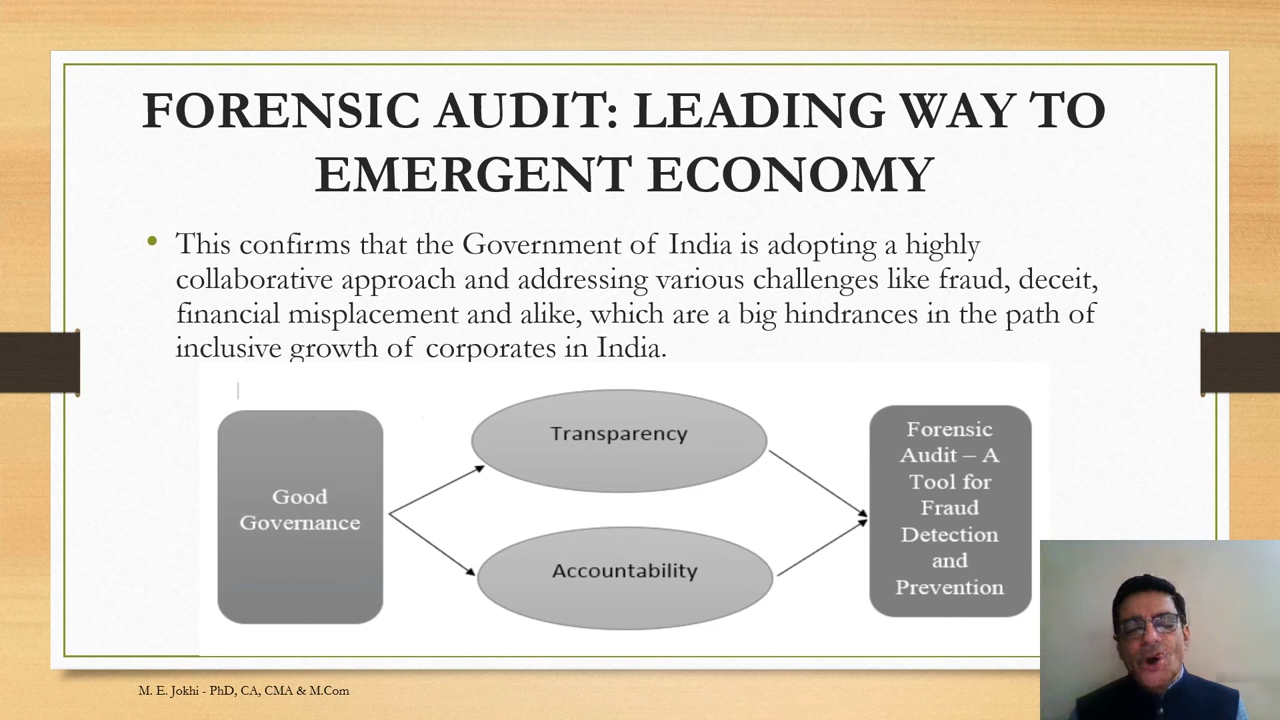 FORENSIC AUDIT: LEADING WAY TO
EMERGENT ECONOMY
• This confirms that the Government of India is adopting a highly
collaborative approach and addressing various challenges like fraud, deceit,
financial misplacement and alike, which are a big hindrances in the path of
inclusive growth of corporates in India.
Good
Governance
Transparency
Accountability
Forensic
Audit – A
Tool for
Fraud
Detection
and
Prevention
M. E. Jokhi - PhD, CA, CMA & M.Com